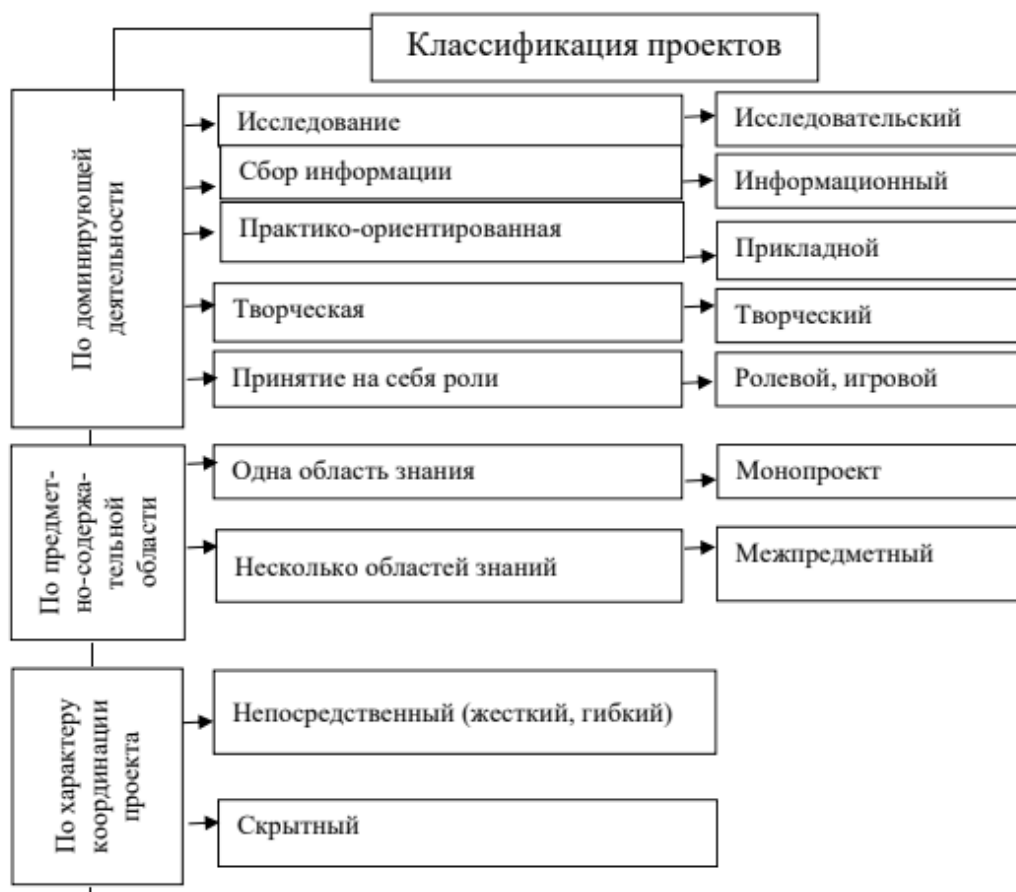 Классификация проектов
По доминирующей
деятельности
Исследование
Исследовательский
Сбор информации
Информационный
Практико-ориентированная
Прикладной
Творческая
Творческий
Принятие на себя роли
Ролевой, игровой
По предмет-
но-содержа-
тельной
области
Одна область знания
Монопроект
Несколько областей знаний
Межпредметный
По характеру
координации
проекта
Непосредственный (жесткий, гибкий)
Скрытный